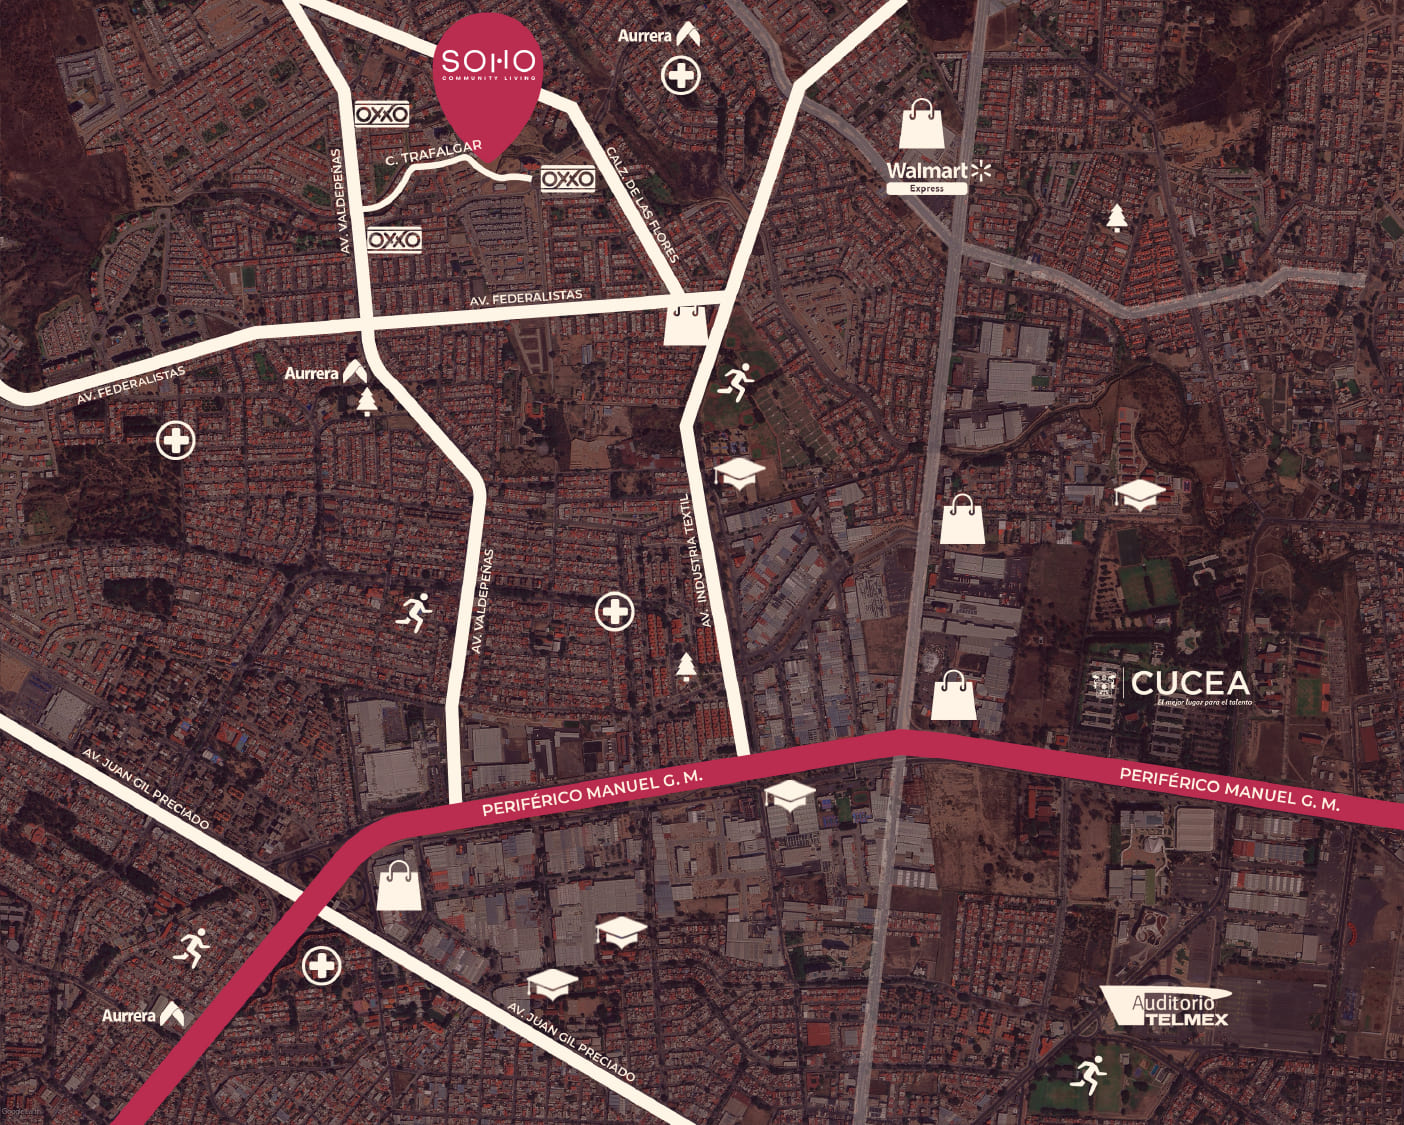 Aurrera
SOHO
COMMUNITY LIVING
OXXO
C. TRAFALGAR
OXXO
AV. VALDEPEÑAS
CALZ. DE LAS FLORES
Walmart
Express
OXXO
AV. FEDERALISTAS
Aurrera
AV. FEDERALISTAS
AV. INDUSTRIA TEXTIL
AV. VALDEPEÑAS
CUCEA
El mejor lugar para el talento
AV. JUAN GIL PRECIADO
PERIFÉRICO MANUEL G. M.
PERIFÉRICO MANUEL G. M.
Auditorio
TELMEX
Aurrera
AV. JUAN GIL PRECIADO
Google Earth